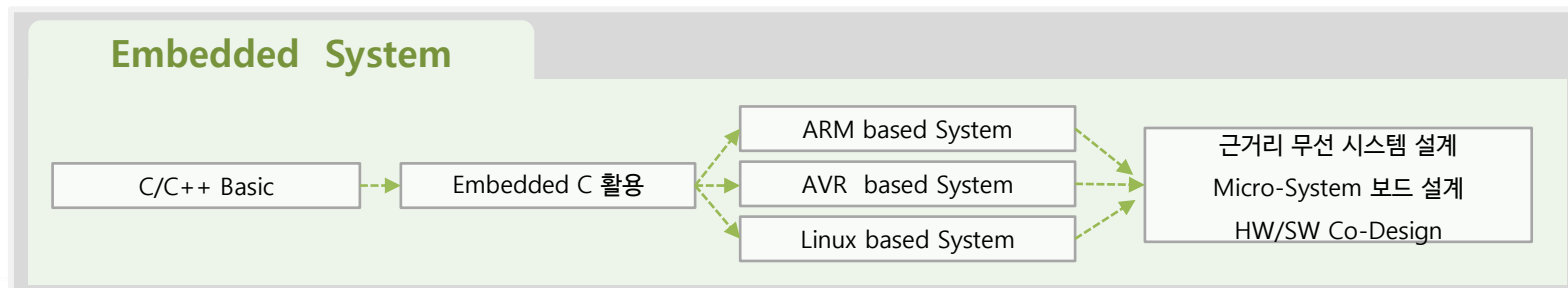 Embedded System
C/C++ Basic
Embedded C 활용
ARM based System
AVR based System
Linux based System
근거리 무선 시스템 설계
Micro-System 보드 설계
HW/SW Co-Design